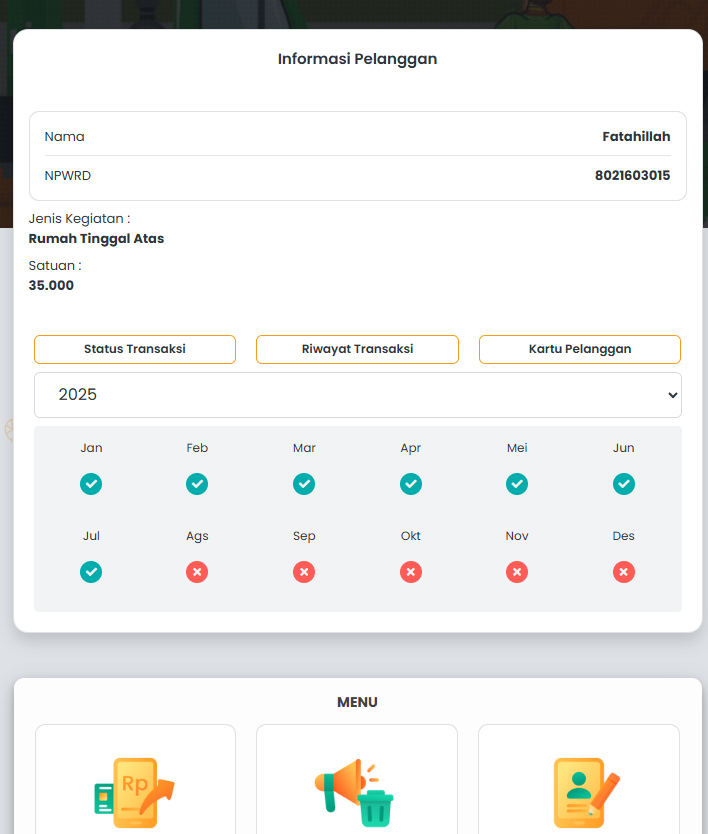 Informasi Pelanggan
Nama Fatahillah
NPWRD 8021603015
Jenis Kegiatan :
Rumah Tinggal Atas
Satuan :
35.000
Status Transaksi Riwayat Transaksi Kartu Pelanggan
2025
Jan Feb Mar Apr Mei Jun
Jul Ags Sep Okt Nov Des
MENU
Rp